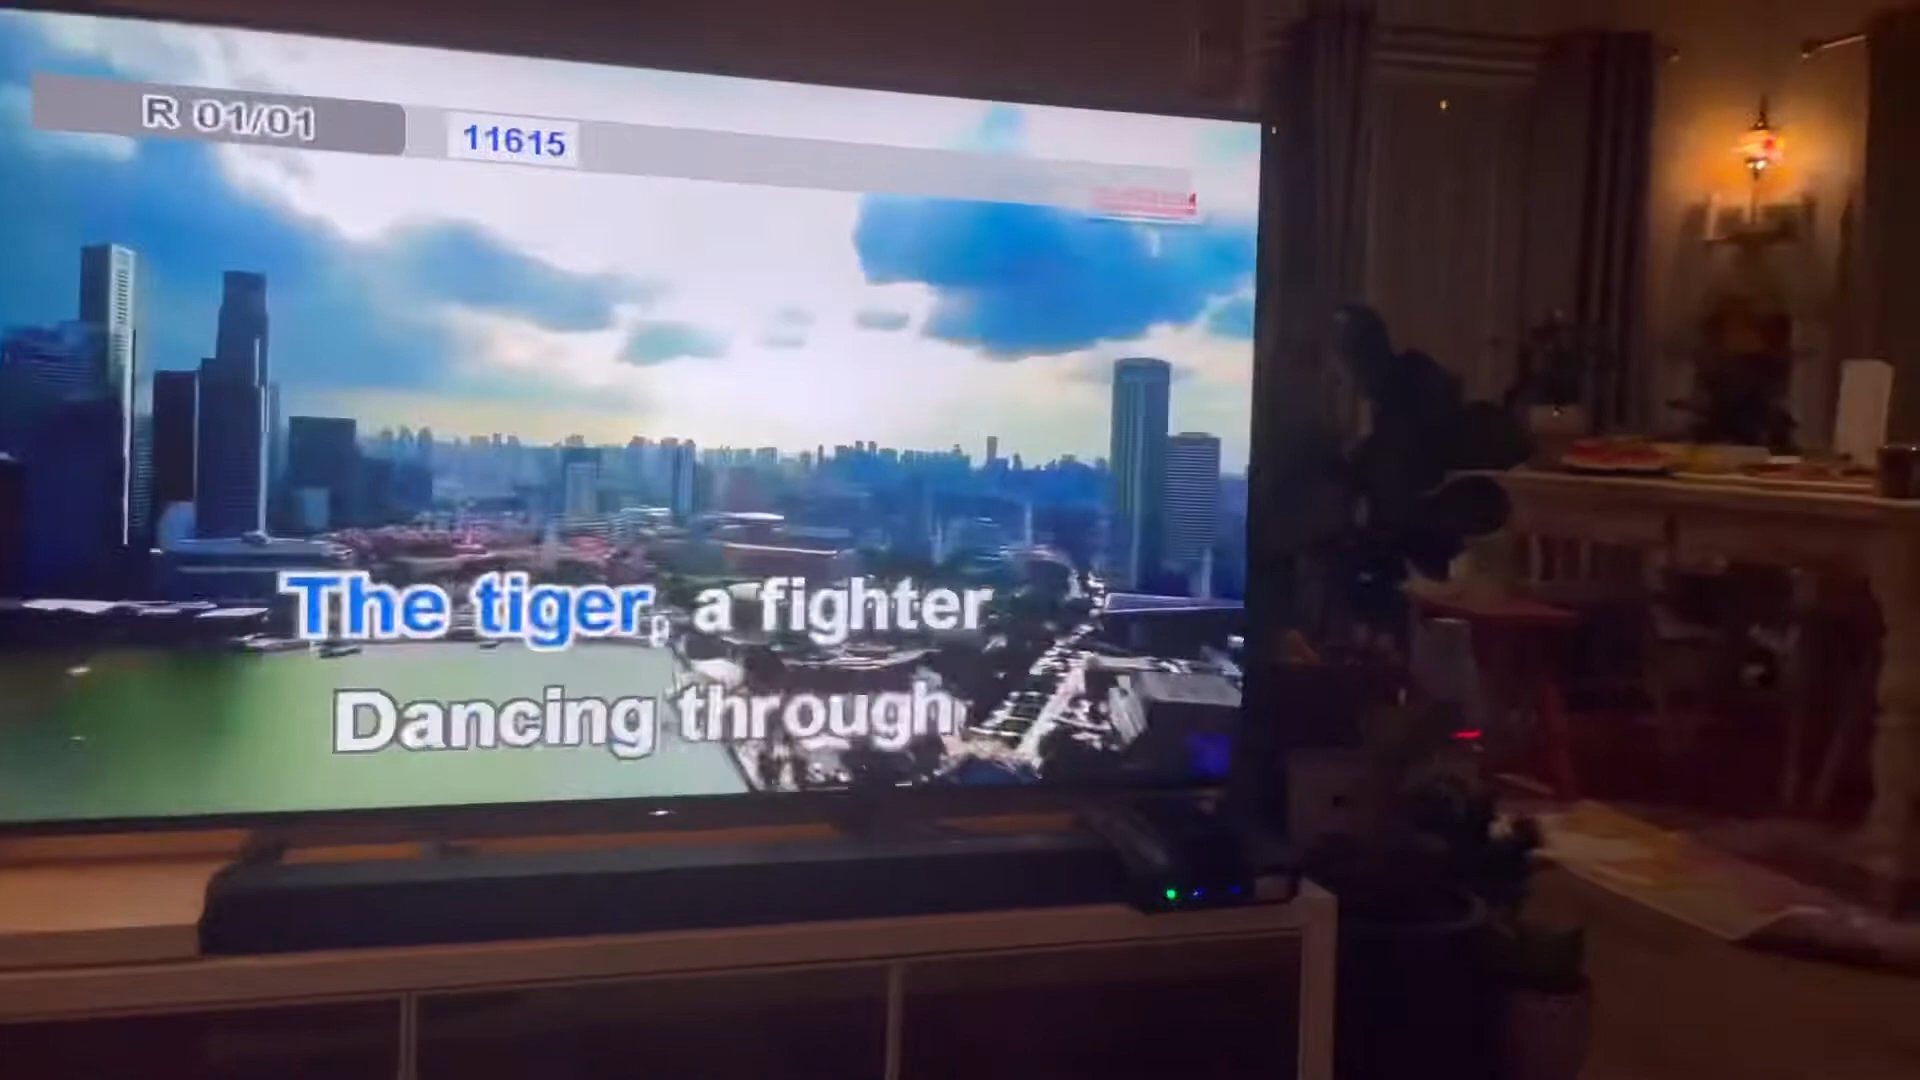 R 01/01
11615
The tiger, a fighter
Dancing through